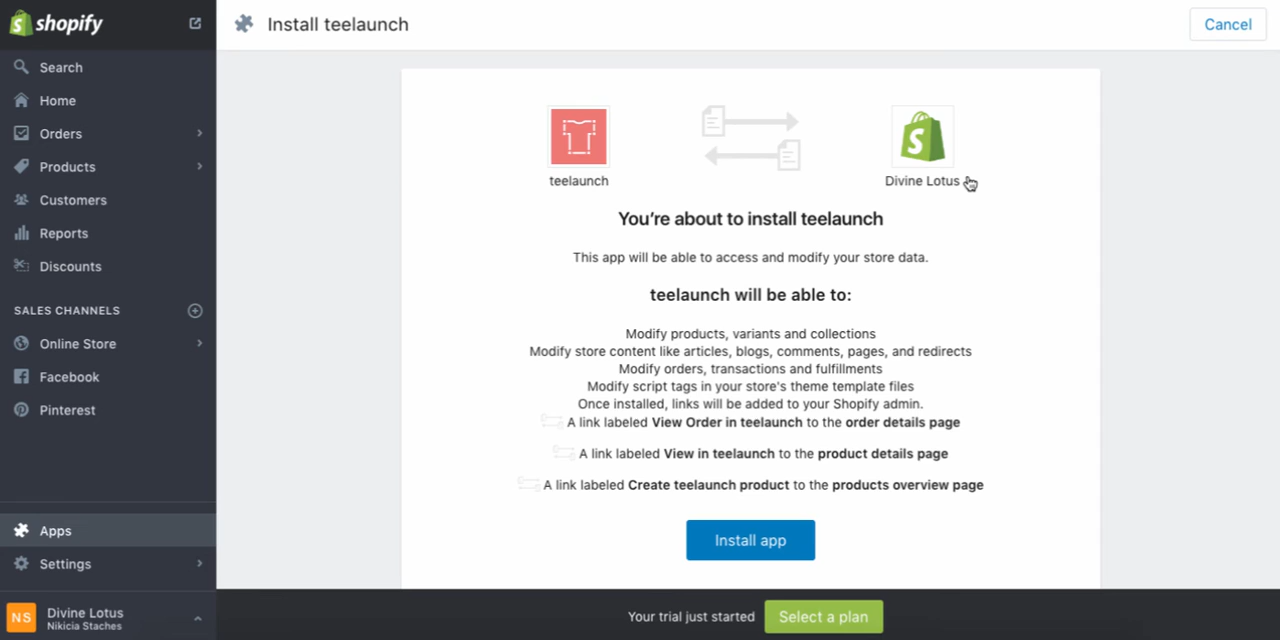 shopify
Search
Home
Orders
Products
Customers
Reports
Discounts
SALES CHANNELS
Online Store
Facebook
Pinterest
Apps
Settings
NS
Divine Lotus
Nikicia Staches
Install teelaunch
Cancel
teelaunch
Divine Lotus
You're about to install teelaunch
This app will be able to access and modify your store data.
teelaunch will be able to:
Modify products, variants and collections
Modify store content like articles, blogs, comments, pages, and redirects
Modify orders, transactions and fulfillments
Modify script tags in your store's theme template files
Once installed, links will be added to your Shopify admin.
A link labeled View Order in teelaunch to the order details page
A link labeled View in teelaunch to the product details page
A link labeled Create teelaunch product to the products overview page
Install app
Your trial just started
Select a plan